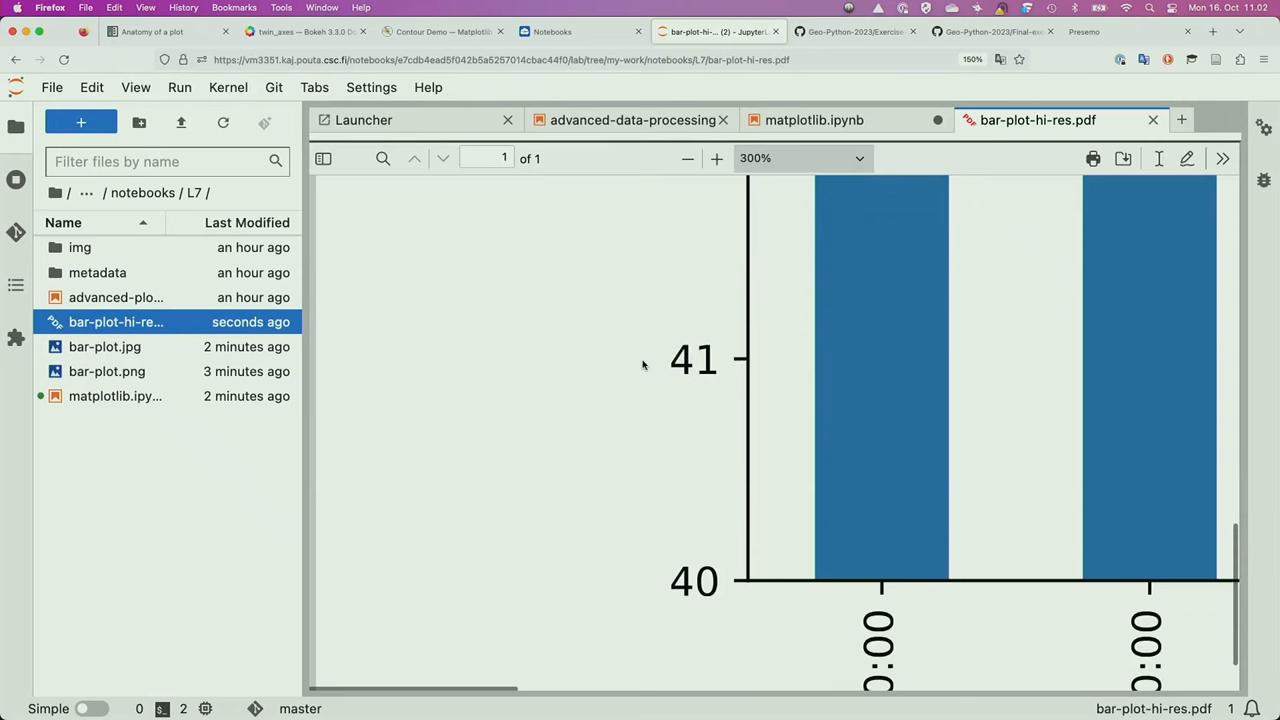 Firefox File Edit View History Bookmarks Tools Window Help Mon 16. Oct 11.02
Anatomy of a plot
twin_axes — Bokeh 3.3.0 Do
Contour Demo — Matplotlib
Notebooks
bar-plot-hi-... (2) - JupyterL
Geo-Python-2023/Exercise-
Geo-Python-2023/Final-exe
Presemo
https://vm3351.kaj.pouta.csc.fi/notebooks/e7cdb4ead5f042b5a5257014cbac44f0/lab/tree/my-work/notebooks/L7/bar-plot-hi-res.pdf 150%
File Edit View Run Kernel Git Tabs Settings Help
Launcher
advanced-data-processing
matplotlib.ipynb
bar-plot-hi-res.pdf
Filter files by name
/ ... / notebooks / L7 /
Name Last Modified
img an hour ago
metadata an hour ago
advanced-plo... an hour ago
bar-plot-hi-re... seconds ago
bar-plot.jpg 2 minutes ago
bar-plot.png 3 minutes ago
matplotlib.ipy... 2 minutes ago
1 of 1 300%
41
40
0:00
0:00
Simple 0 2 master bar-plot-hi-res.pdf 1